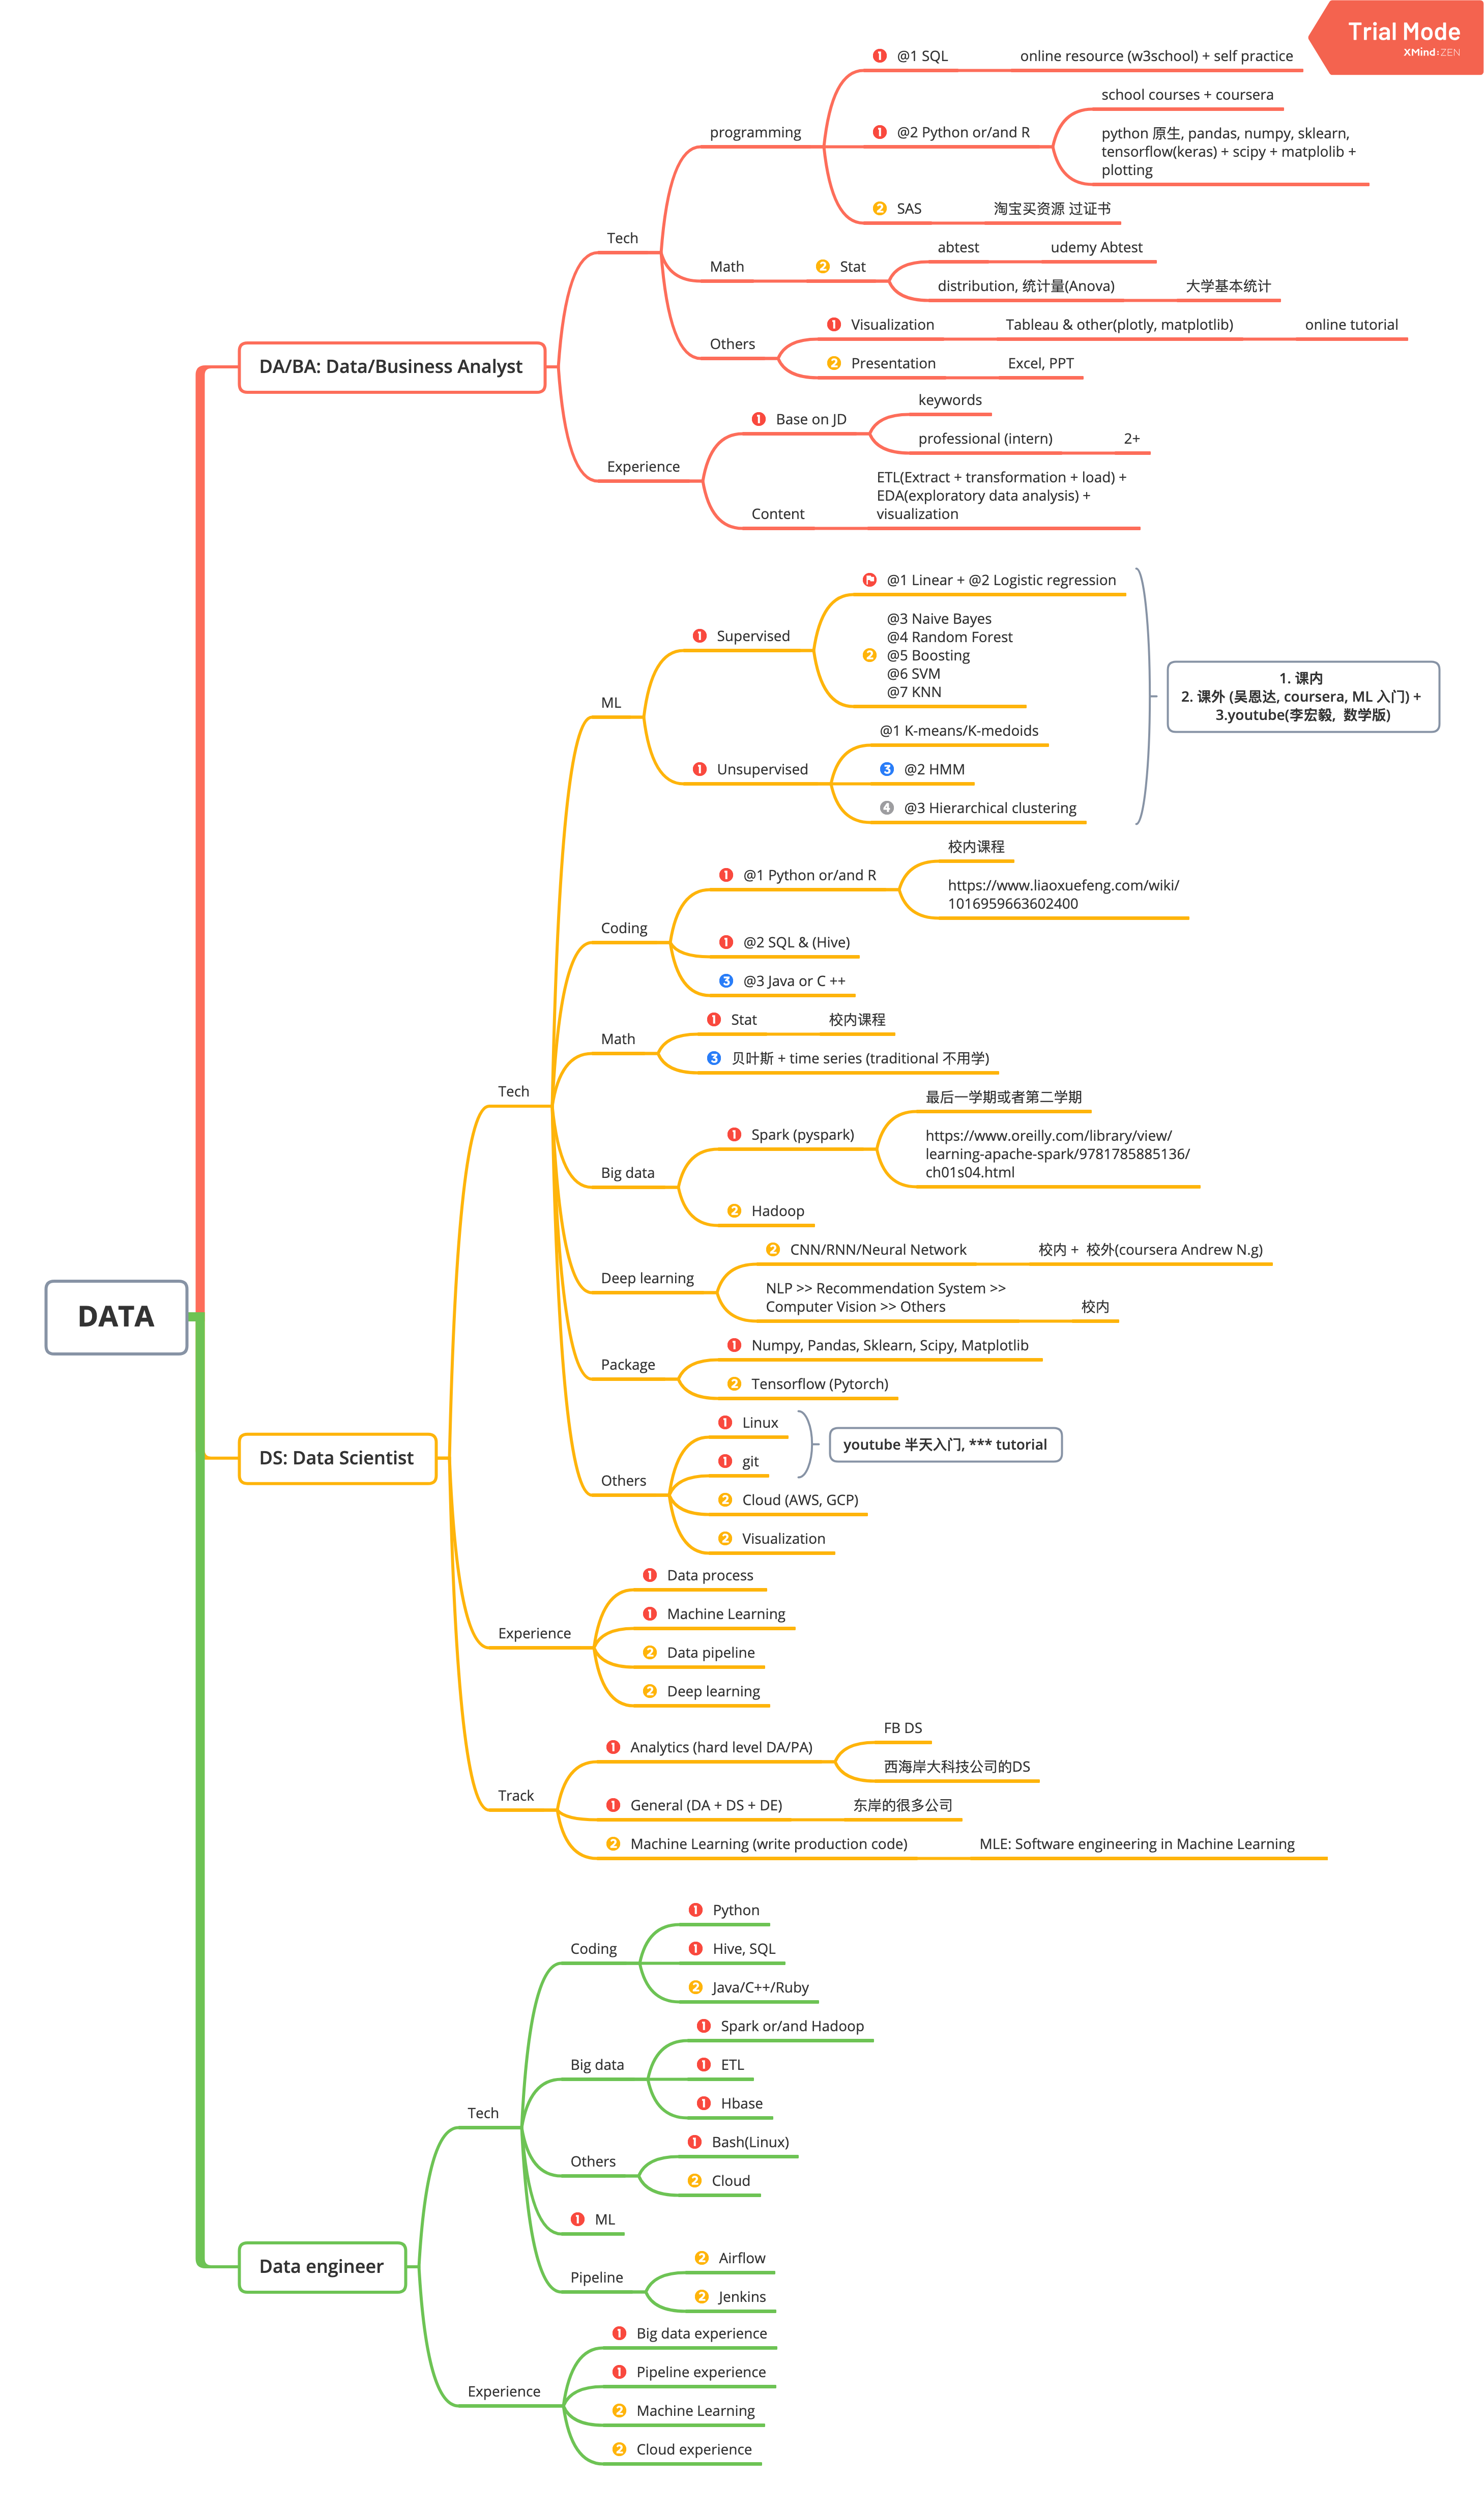 Trial Mode
XMind:ZEN
DATA
DA/BA: Data/Business Analyst
Tech
programming
1 @1 SQL
online resource (w3school) + self practice
1 @2 Python or/and R
school courses + coursera
python 原生, pandas, numpy, sklearn,
tensorflow(keras) + scipy + matplolib +
plotting
2 SAS
淘宝买资源 过证书
Math
2 Stat
abtest
udemy Abtest
distribution, 统计量(Anova)
大学基本统计
Others
1 Visualization
Tableau & other(plotly, matplotlib)
online tutorial
2 Presentation
Excel, PPT
Experience
1 Base on JD
keywords
professional (intern)
2+
Content
ETL(Extract + transformation + load) +
EDA(exploratory data analysis) +
visualization
DS: Data Scientist
Tech
ML
1 Supervised
@1 Linear + @2 Logistic regression
@3 Naive Bayes
@4 Random Forest
2 @5 Boosting
@6 SVM
@7 KNN
1 Unsupervised
@1 K-means/K-medoids
3 @2 HMM
4 @3 Hierarchical clustering
1. 课内
2. 课外 (吴恩达, coursera, ML 入门) +
3.youtube(李宏毅, 数学版)
Coding
1 @1 Python or/and R
校内课程
https://www.liaoxuefeng.com/wiki/
1016959663602400
1 @2 SQL & (Hive)
3 @3 Java or C ++
Math
1 Stat
校内课程
3 贝叶斯 + time series (traditional 不用学)
Big data
1 Spark (pyspark)
最后一学期或者第二学期
https://www.oreilly.com/library/view/
learning-apache-spark/9781785885136/
ch01s04.html
2 Hadoop
Deep learning
2 CNN/RNN/Neural Network
校内 + 校外(coursera Andrew N.g)
NLP >> Recommendation System >>
Computer Vision >> Others
校内
Package
1 Numpy, Pandas, Sklearn, Scipy, Matplotlib
2 Tensorflow (Pytorch)
Others
1 Linux
1 git
youtube 半天入门, *** tutorial
2 Cloud (AWS, GCP)
2 Visualization
Experience
1 Data process
1 Machine Learning
2 Data pipeline
2 Deep learning
Track
1 Analytics (hard level DA/PA)
FB DS
西海岸大科技公司的DS
1 General (DA + DS + DE)
东岸的很多公司
2 Machine Learning (write production code)
MLE: Software engineering in Machine Learning
Data engineer
Tech
Coding
1 Python
1 Hive, SQL
2 Java/C++/Ruby
Big data
1 Spark or/and Hadoop
1 ETL
1 Hbase
Others
1 Bash(Linux)
2 Cloud
1 ML
Pipeline
2 Airflow
2 Jenkins
Experience
1 Big data experience
1 Pipeline experience
2 Machine Learning
2 Cloud experience